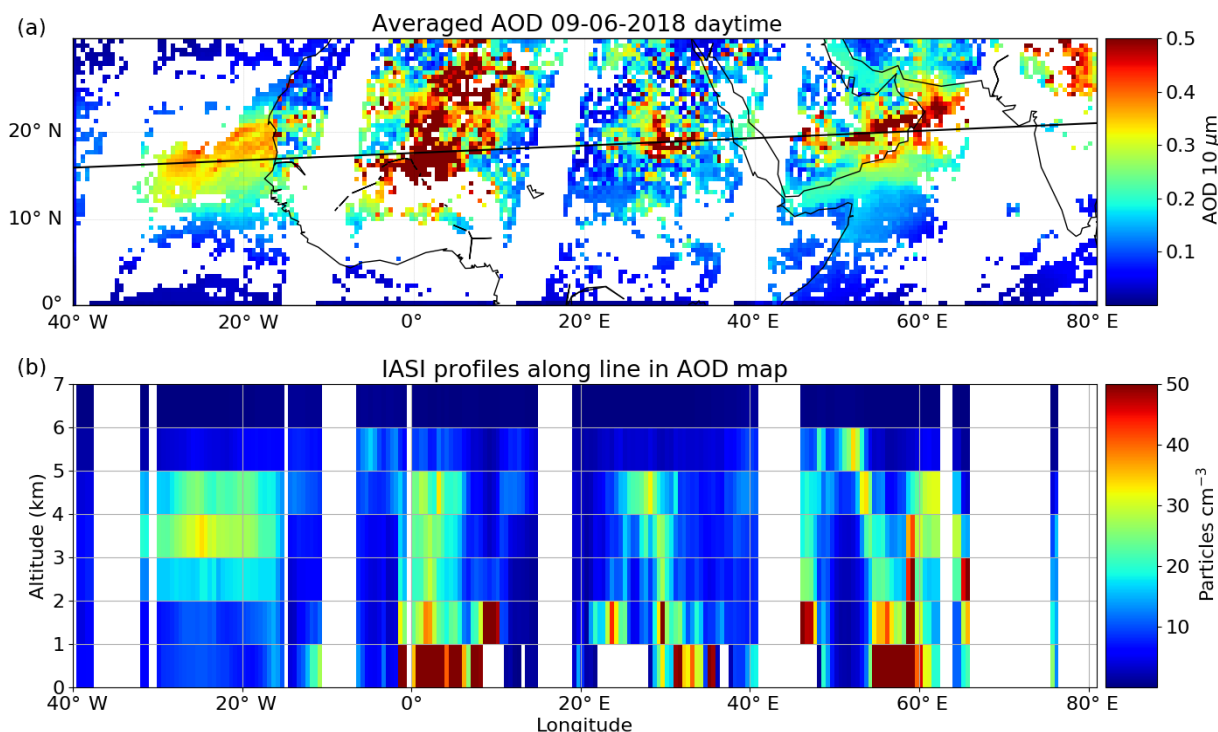 (a)
Averaged AOD 09-06-2018 daytime
20° N
10° N
0°
40° W
20° W
0°
20° E
40° E
60° E
80° E
0.5
0.4
0.3
0.2
0.1
AOD 10 μm
(b)
IASI profiles along line in AOD map
7
6
5
4
3
2
1
0
Altitude (km)
40° W
20° W
0°
20° E
40° E
60° E
80° E
Longitude
50
40
30
20
10
Particles cm⁻³